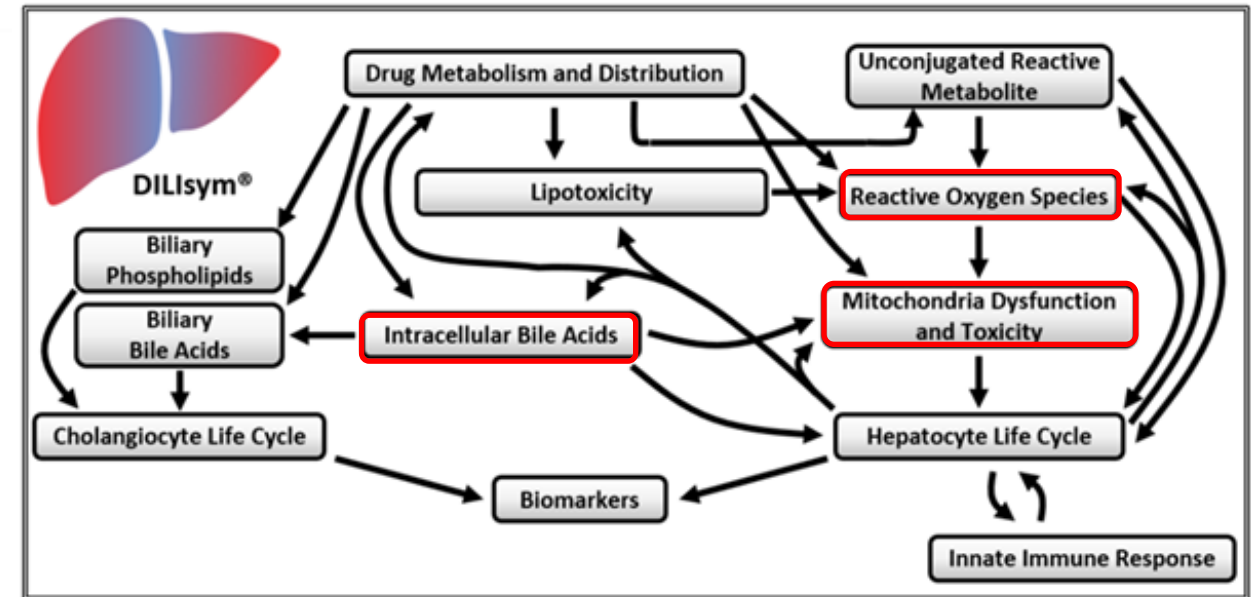 Drug Metabolism and Distribution
Unconjugated Reactive
Metabolite
DILIsym®
Lipotoxicity
Reactive Oxygen Species
Biliary
Phospholipids
Mitochondria Dysfunction
and Toxicity
Biliary
Bile Acids
Intracellular Bile Acids
Cholangiocyte Life Cycle
Hepatocyte Life Cycle
Biomarkers
Innate Immune Response